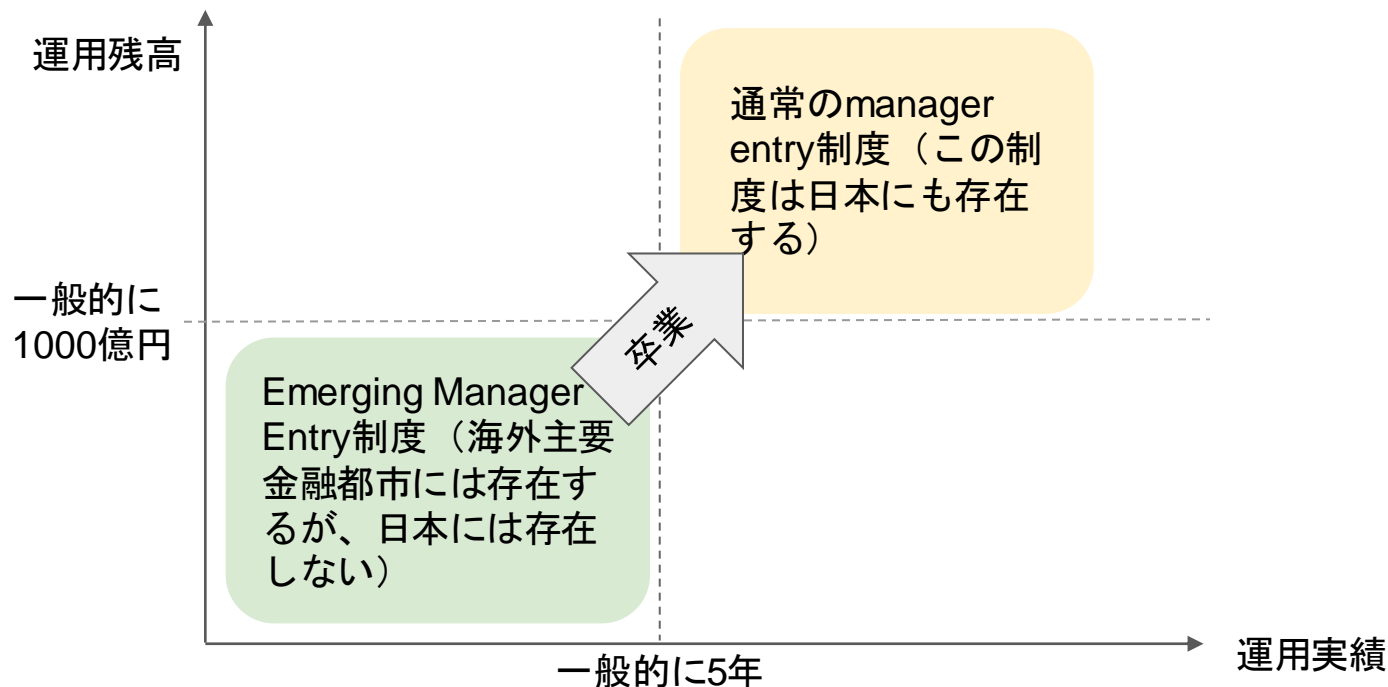 運用残高
通常のmanager
entry制度（この制
度は日本にも存在
する）
一般的に
1000億円
卒業
Emerging Manager
Entry制度（海外主要
金融都市には存在す
るが、日本には存在
しない）
一般的に5年
運用実績